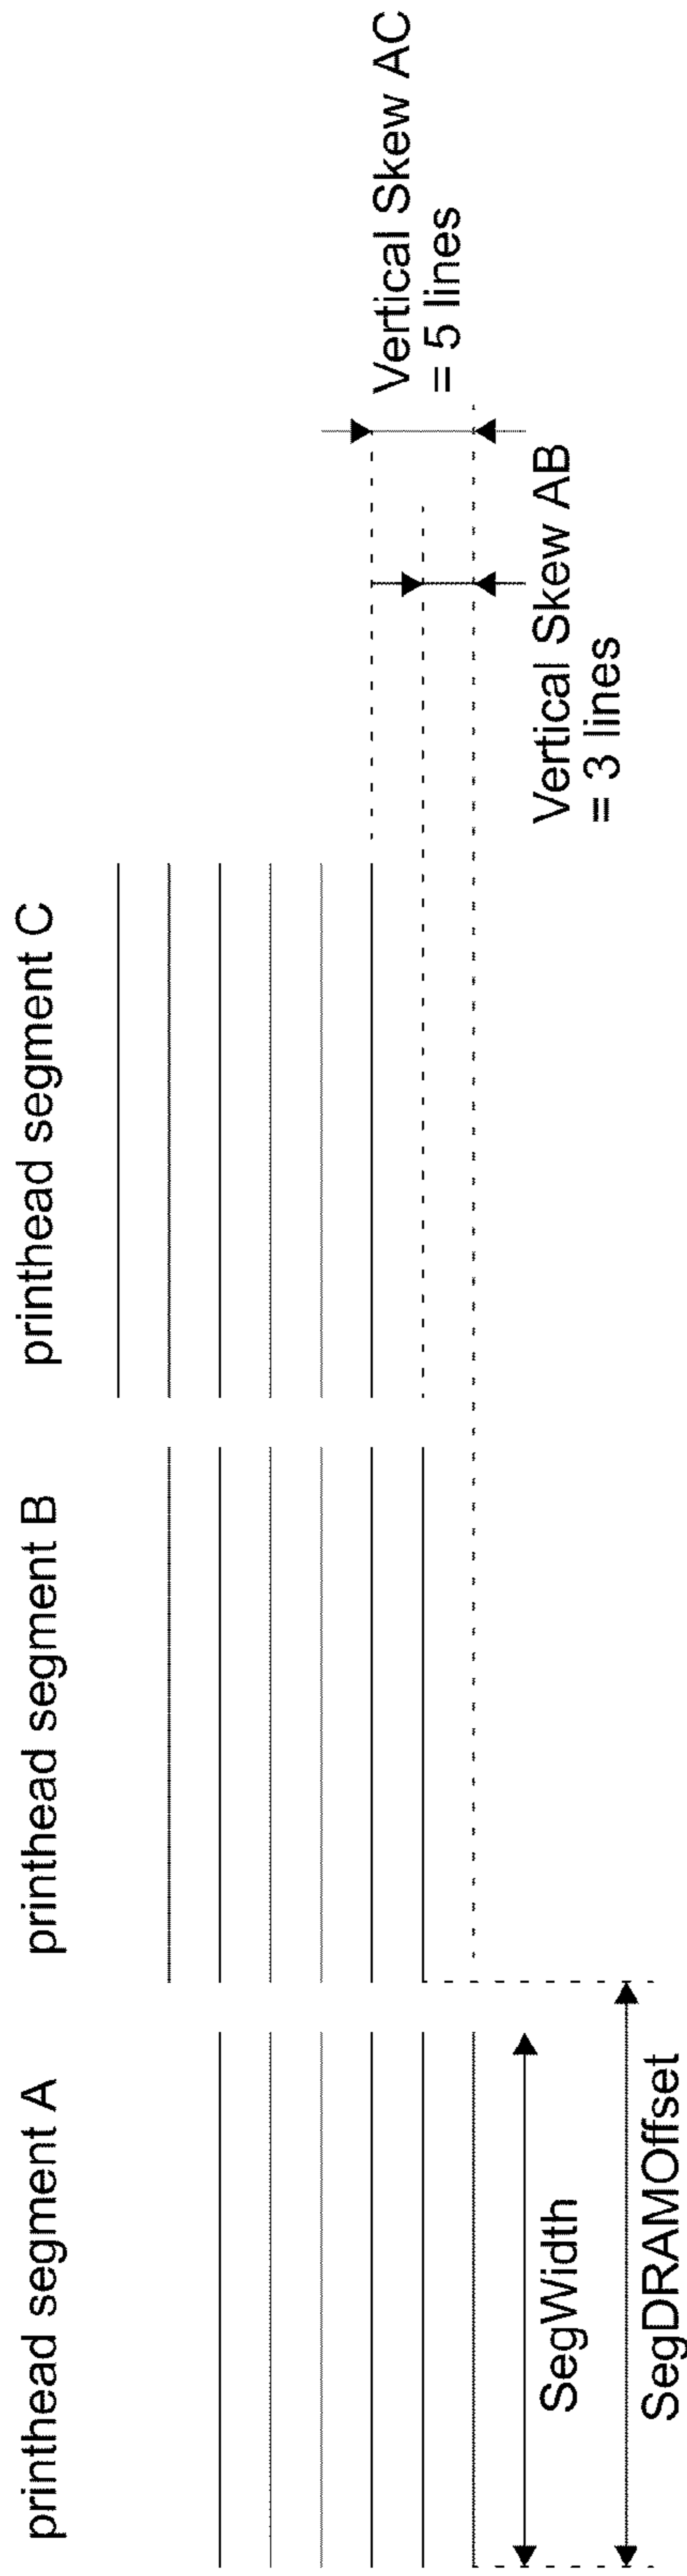 printhead segment A
printhead segment B
printhead segment C
Vertical Skew AC
= 5 lines
Vertical Skew AB
= 3 lines
SegWidth
SegDRAMOffset